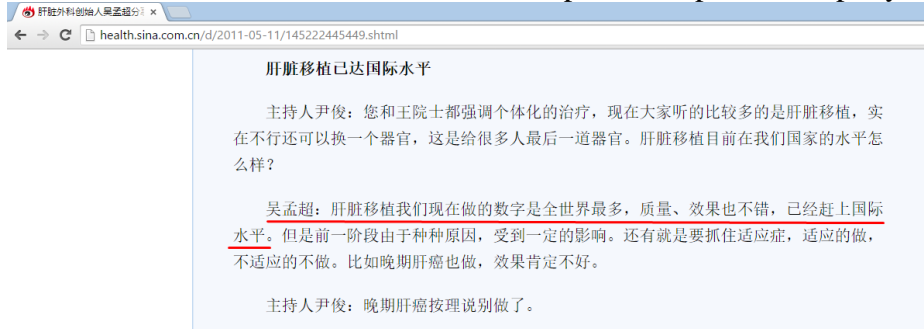 肝脏外科创始人吴孟超分
health.sina.com.cn/d/2011-05-11/145222445449.shtml
肝脏移植已达国际水平
主持人尹俊：您和王院士都强调个体化的治疗，现在大家听的比较多的是肝脏移植，实
在不行还可以换一个器官，这是给很多人最后一道器官。肝脏移植目前在我们国家的水平怎
么样？
吴孟超：肝脏移植我们现在做的数字是全世界最多，质量、效果也不错，已经赶上国际
水平。但是前一阶段由于种种原因，受到一定的影响。还有就是要抓住适应症，适应的做，
不适应的不做。比如晚期肝癌也做，效果肯定不好。
主持人尹俊：晚期肝癌按理说别做了。